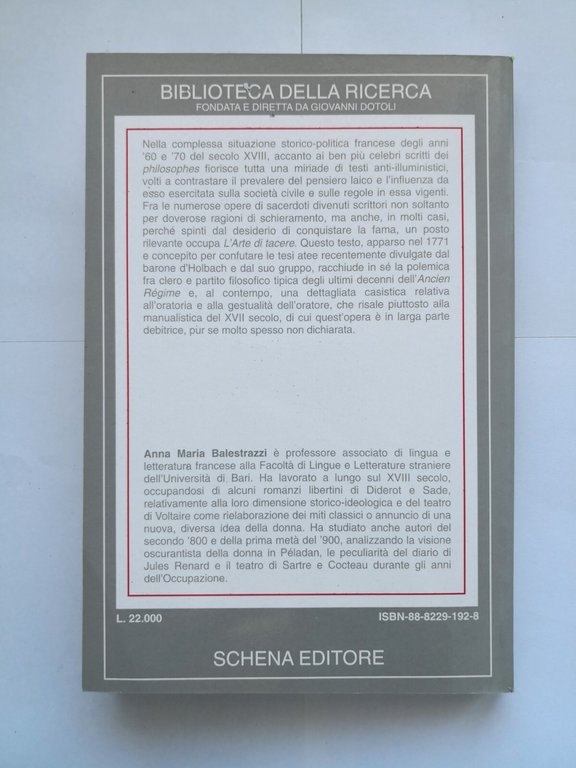 BIBLIOTECA DELLA RICERCA
FONDATA E DIRETTA DA GIOVANNI DOTOLI
Nella complessa situazione storico-politica francese degli anni
'60 e '70 del secolo XVIII, accanto ai ben più celebri scritti dei
philosophes fiorisce tutta una miriade di testi anti-illuministici,
volti a contrastare il prevalere del pensiero laico e l'influenza da
esso esercitata sulla società civile e sulle regole in essa vigenti.
Fra le numerose opere di sacerdoti divenuti scrittori non soltanto
per doverose ragioni di schieramento, ma anche, in molti casi,
perché spinti dal desiderio di conquistare la fama, un posto
rilevante occupa L'Arte di tacere. Questo testo, apparso nel 1771
e concepito per confutare le tesi atee recentemente divulgate dal
barone d'Holbach e dal suo gruppo, racchiude in sé la polemica
fra clero e partito filosofico tipica degli ultimi decenni dell'Ancien
Régime e, al contempo, una dettagliata casistica relativa
all'oratoria e alla gestualità dell'oratore, che risale piuttosto alla
manualistica del XVII secolo, di cui quest'opera è in larga parte
debitrice, pur se molto spesso non dichiarata.
Anna Maria Balestrazzi è professore associato di lingua e
letteratura francese alla Facoltà di Lingue e Letterature straniere
dell'Università di Bari. Ha lavorato a lungo sul XVIII secolo,
occupandosi di alcuni romanzi libertini di Diderot e Sade,
relativamente alla loro dimensione storico-ideologica e del teatro
di Voltaire come rielaborazione dei miti classici o annuncio di una
nuova, diversa idea della donna. Ha studiato anche autori del
secondo '800 e della prima metà del '900, analizzando la visione
oscurantista della donna in Péladan, le peculiarità del diario di
Jules Renard e il teatro di Sartre e Cocteau durante gli anni
dell'Occupazione.
L. 22.000
ISBN-88-8229-192-8
SCHENA EDITORE